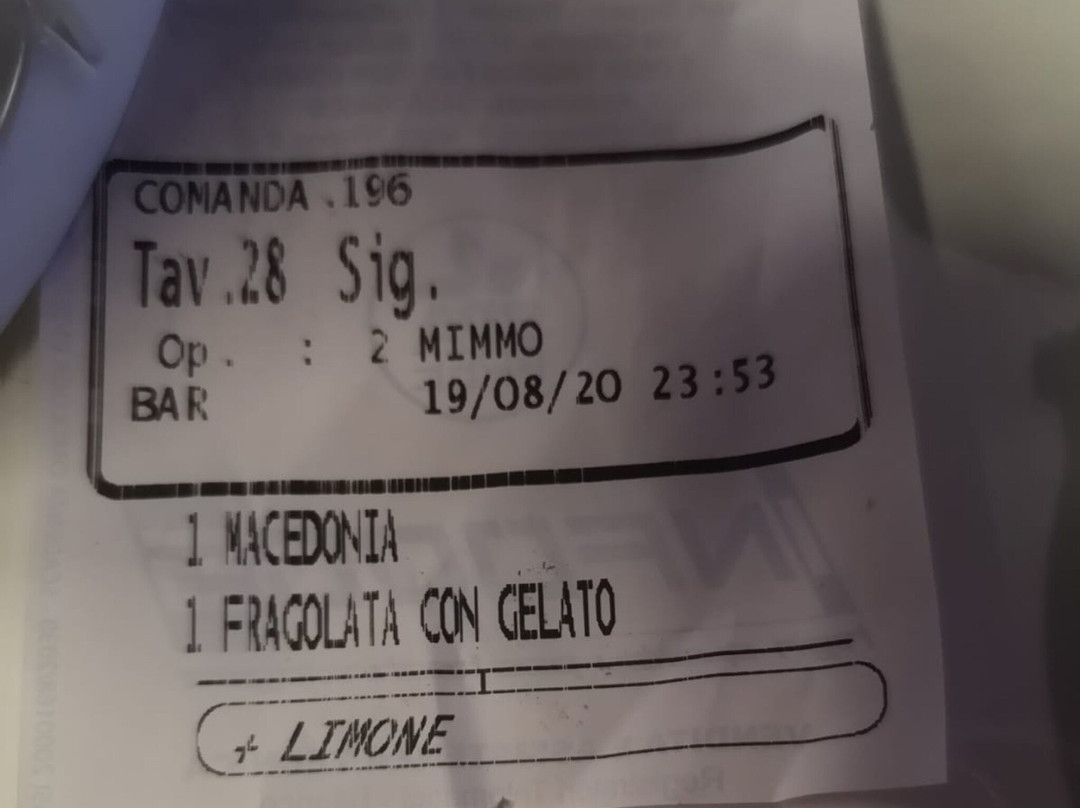 COMANDA .196
Tav.28 Sig.
Op. : 2 MIMMO
BAR 19/08/20 23:53
1 MACEDONIA
1 FRAGOLATA CON GELATO
+ LIMONE